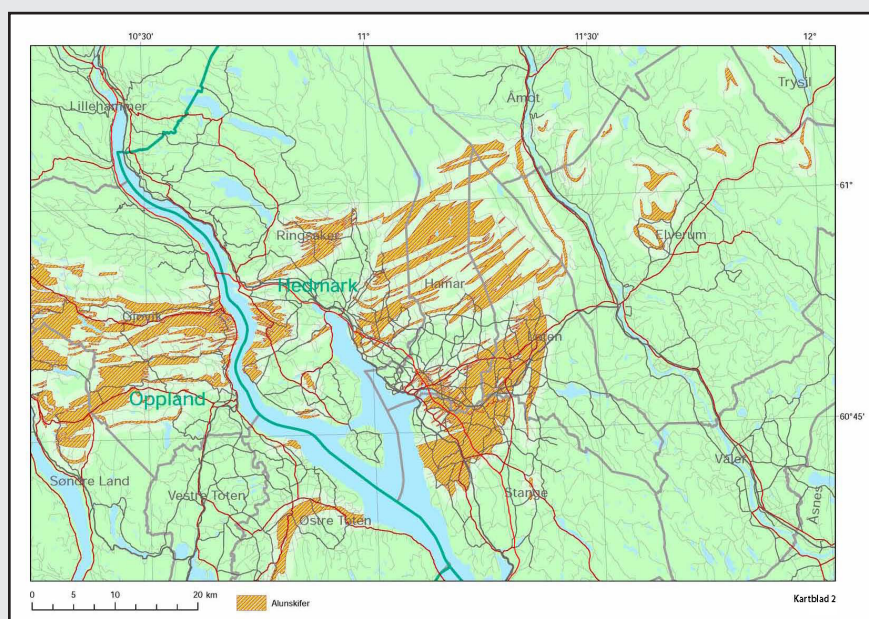 10°30'
11°
11°30'
12°
Lillehammer
Åmot
Trysil
61°
Ringsaker
Elverum
Hedmark
Hamar
Gjøvik
Løten
Oppland
60°45'
Søndre Land
Vestre Toten
Østre Toten
Stange
Våler
Åsnes
0 5 10 20 km
Alunskifer
Kartblad 2